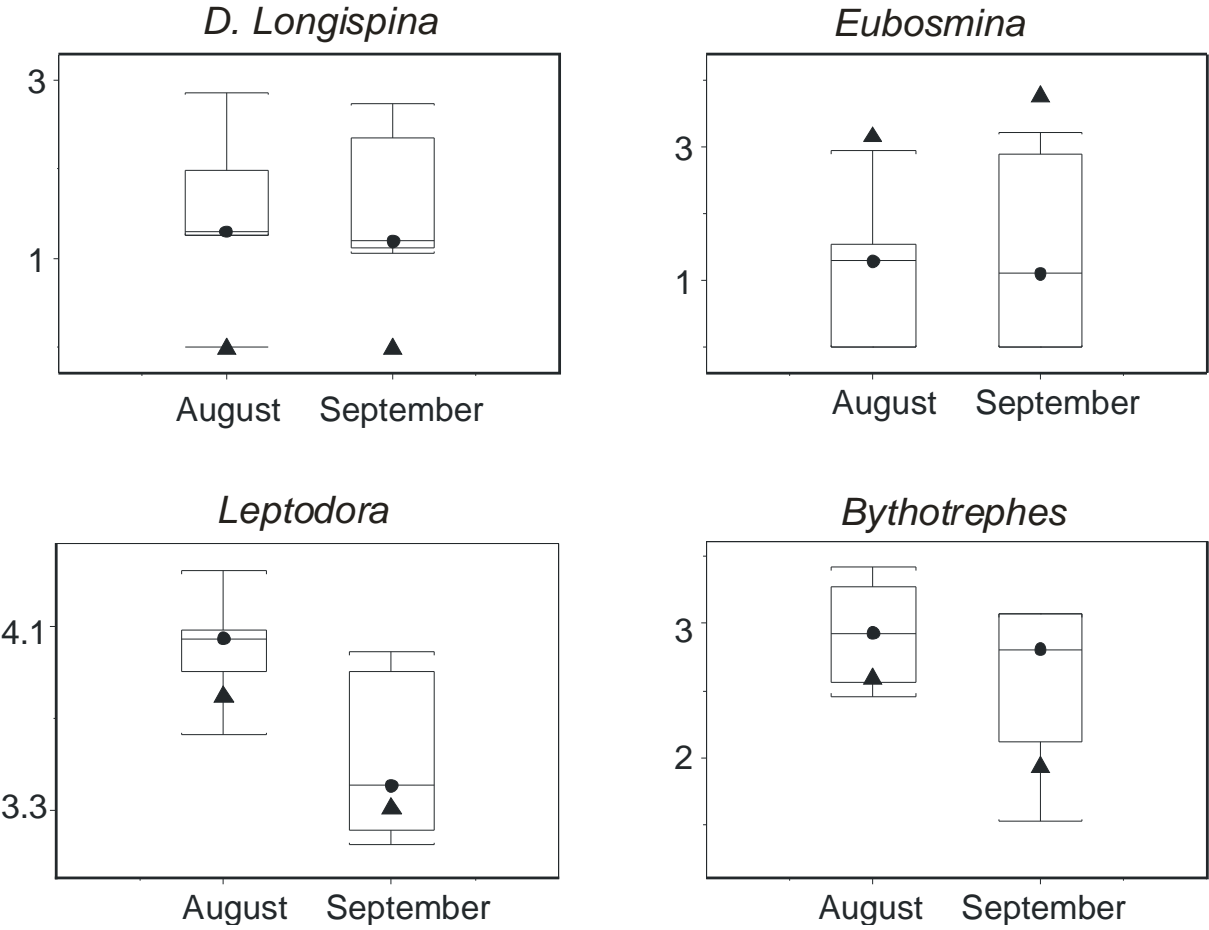 D. Longispina
3
1
August September
Eubosmina
3
1
August September
Leptodora
4.1
3.3
August September
Bythotrephes
3
2
August September